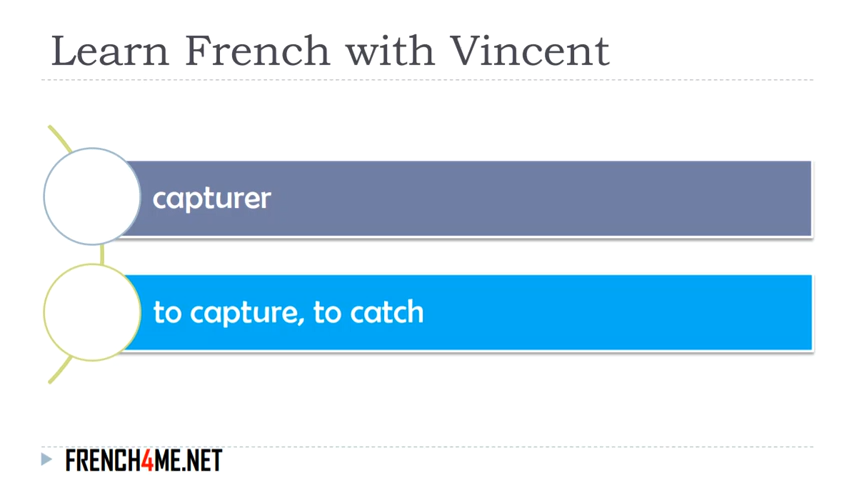 Learn French with Vincent
capturer
to capture, to catch
FRENCH4ME.NET